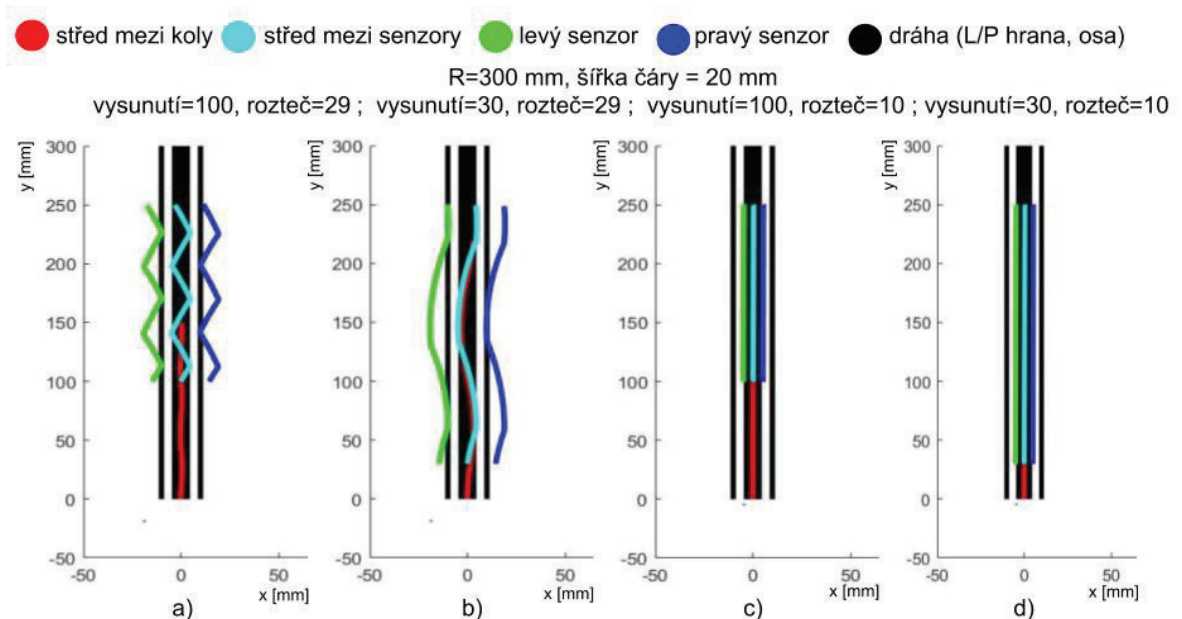 střed mezi koly střed mezi senzory levý senzor pravý senzor dráha (L/P hrana, osa)
R=300 mm, šířka čáry = 20 mm
vysunutí=100, rozteč=29 ; vysunutí=30, rozteč=29 ; vysunutí=100, rozteč=10 ; vysunutí=30, rozteč=10
y [mm] y [mm] y [mm] y [mm]
300 300 300 300
250 250 250 250
200 200 200 200
150 150 150 150
100 100 100 100
50 50 50 50
0 0 0 0
-50 -50 -50 -50
-50 0 50 -50 0 50 -50 0 50 -50 0 50
x [mm] x [mm] x [mm] x [mm]
a) b) c) d)